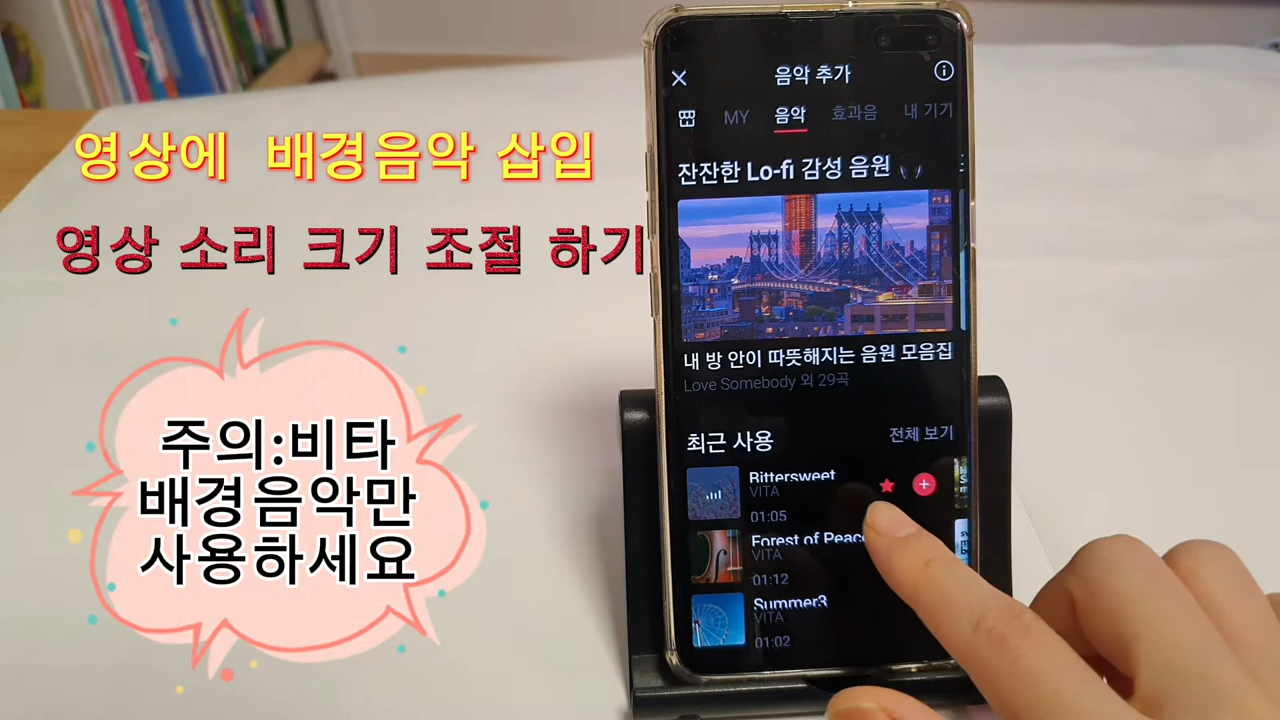 영상에 배경음악 삽입
영상 소리 크기 조절 하기
주의:비타
배경음악만
사용하세요
음악 추가
MY 음악 효과음 내 기기
잔잔한 Lo-fi 감성 음원
내 방 안이 따뜻해지는 음원 모음집
Love Somebody 외 29곡
최근 사용 전체 보기
Bittersweet
VITA
01:05
Forest of Peac
VITA
01:12
Summer3
VITA
01:02